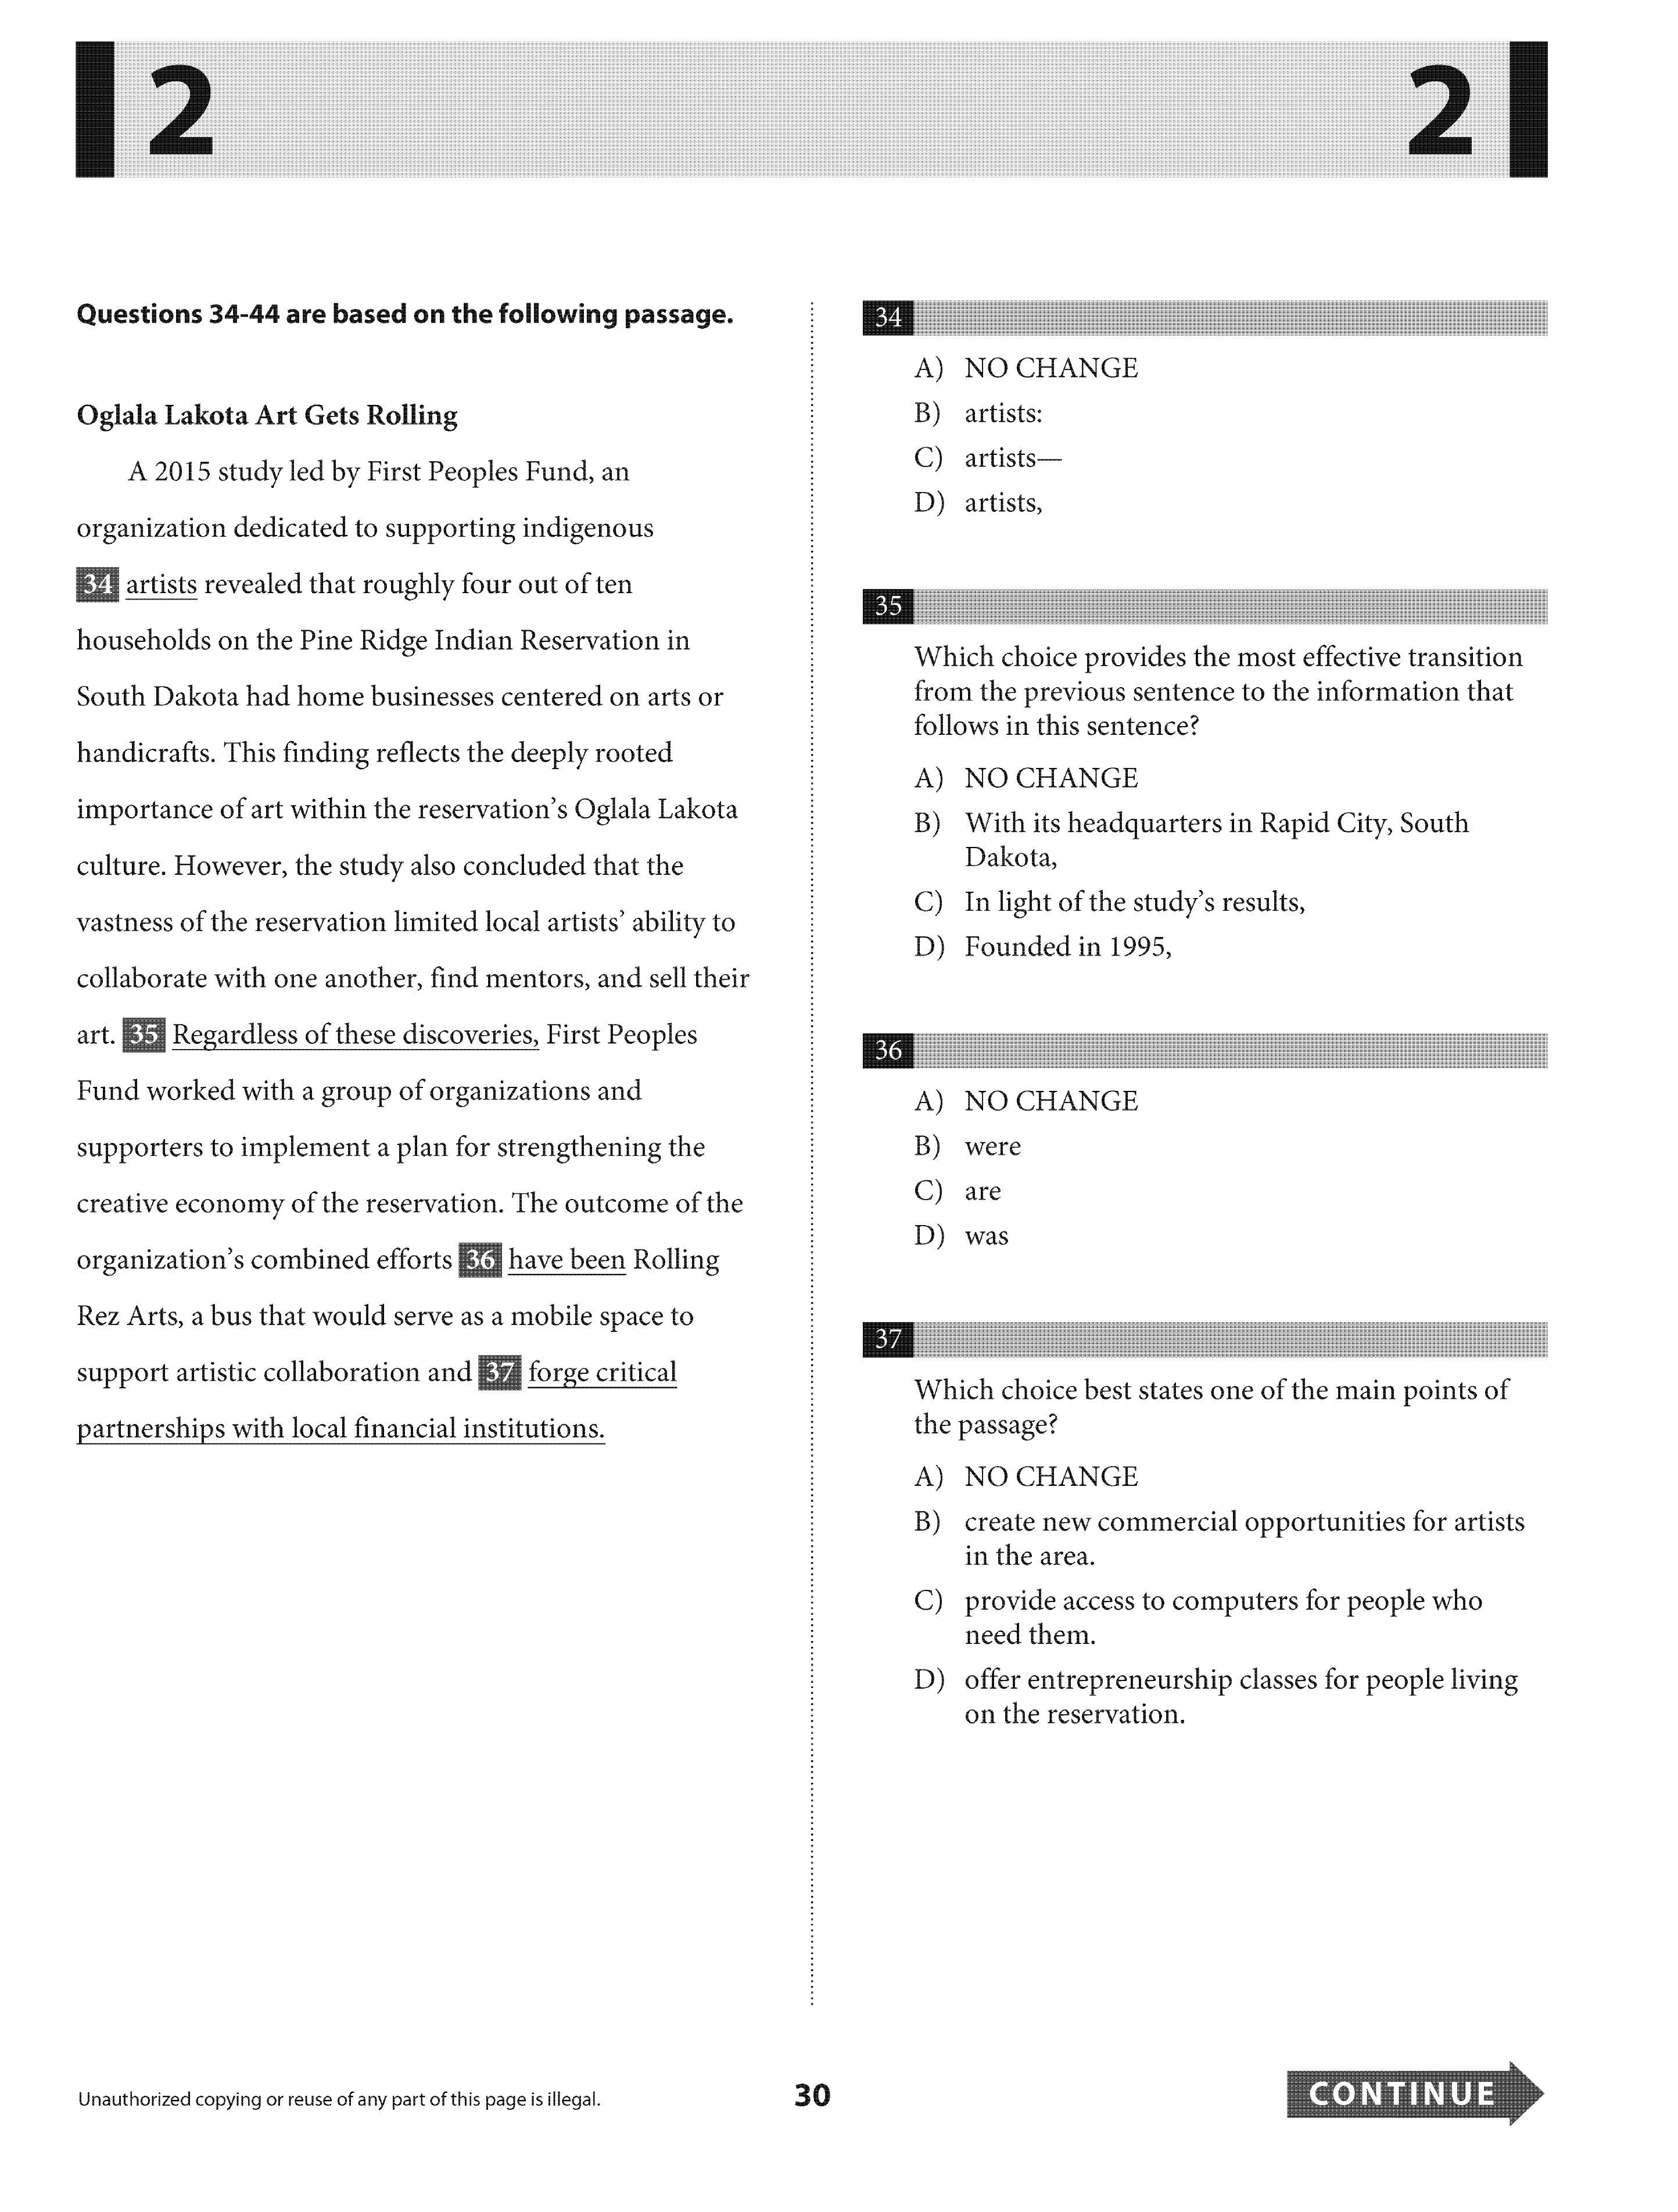 2
2
Questions 34-44 are based on the following passage.
Oglala Lakota Art Gets Rolling
A 2015 study led by First Peoples Fund, an
organization dedicated to supporting indigenous
34 artists revealed that roughly four out of ten
households on the Pine Ridge Indian Reservation in
South Dakota had home businesses centered on arts or
handicrafts. This finding reflects the deeply rooted
importance of art within the reservation's Oglala Lakota
culture. However, the study also concluded that the
vastness of the reservation limited local artists' ability to
collaborate with one another, find mentors, and sell their
art. 35 Regardless of these discoveries, First Peoples
Fund worked with a group of organizations and
supporters to implement a plan for strengthening the
creative economy of the reservation. The outcome of the
organization's combined efforts 36 have been Rolling
Rez Arts, a bus that would serve as a mobile space to
support artistic collaboration and 37 forge critical
partnerships with local financial institutions.
34
A) NO CHANGE
B) artists:
C) artists—
D) artists,
35
Which choice provides the most effective transition
from the previous sentence to the information that
follows in this sentence?
A) NO CHANGE
B) With its headquarters in Rapid City, South
Dakota,
C) In light of the study's results,
D) Founded in 1995,
36
A) NO CHANGE
B) were
C) are
D) was
37
Which choice best states one of the main points of
the passage?
A) NO CHANGE
B) create new commercial opportunities for artists
in the area.
C) provide access to computers for people who
need them.
D) offer entrepreneurship classes for people living
on the reservation.
Unauthorized copying or reuse of any part of this page is illegal.
30
CONTINUE